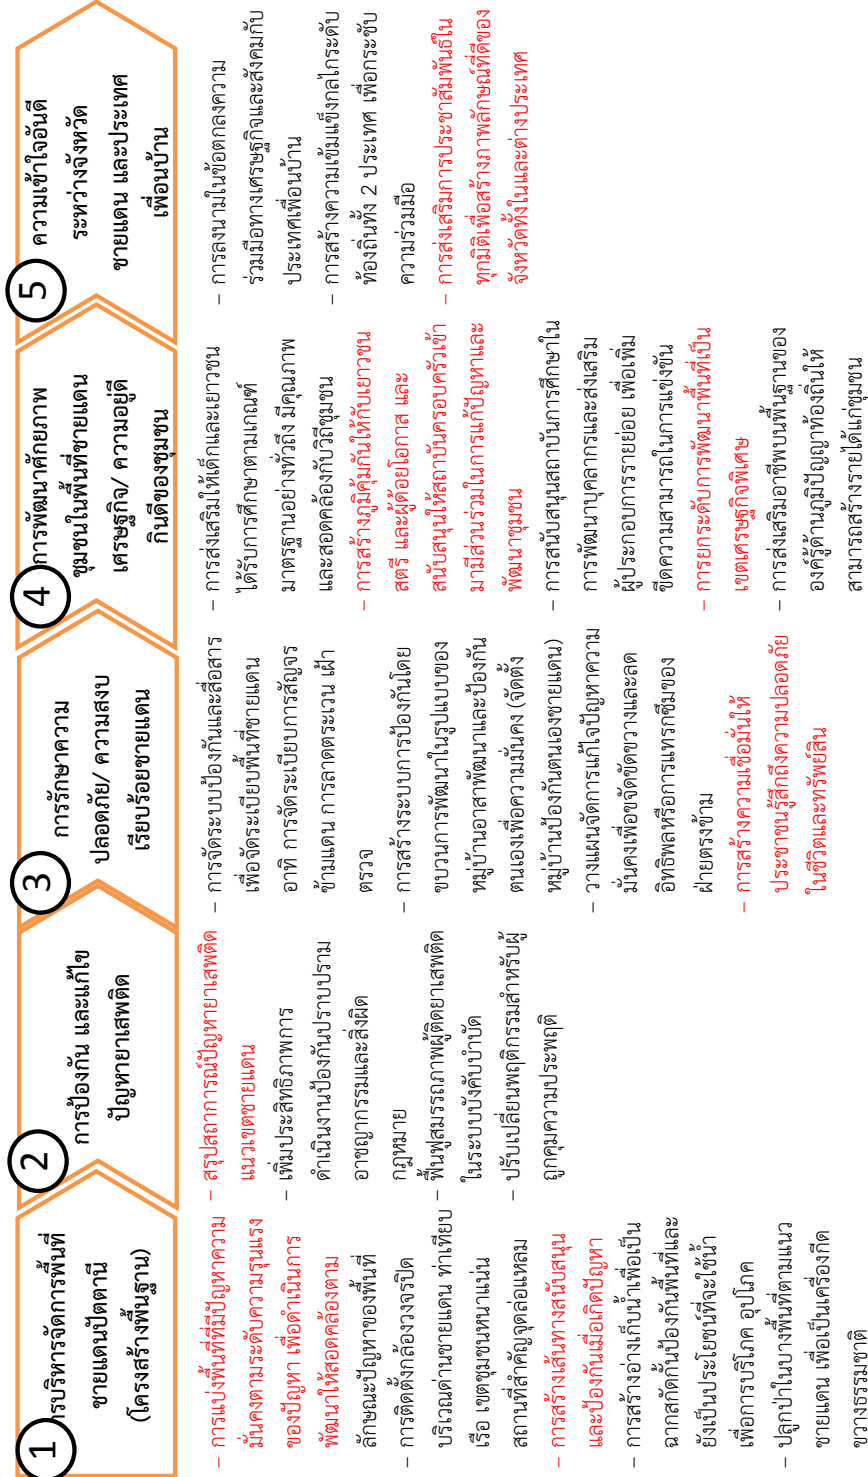 1
ารบริหารจัดการพื้นที่
ชายแดนปัตตานี
(โครงสร้างพื้นฐาน)
– การแบ่งพื้นที่ที่มีปัญหาความ
มั่นคงตามระดับความรุนแรง
ของปัญหา เพื่อดำเนินการ
พัฒนาให้สอดคล้องตาม
ลักษณะปัญหาของพื้นที่
– การติดตั้งกล้องวงจรปิด
บริเวณด่านชายแดน ท่าเทียบ
เรือ เขตชุมชนหนาแน่น
สถานที่สำคัญจุดล่อแหลม
– การสร้างเส้นทางสนับสนุน
และป้องกันเมื่อเกิดปัญหา
– การสร้างอ่างเก็บน้ำเพื่อเป็น
ฉากสกัดกั้นป้องกันพื้นที่และ
ยังเป็นประโยชน์ที่จะใช้น้ำ
เพื่อการบริโภค อุปโภค
– ปลูกป่าในบางพื้นที่ตามแนว
ชายแดน เพื่อเป็นเครื่องกีด
ขวางธรรมชาติ
2
การป้องกัน และแก้ไข
ปัญหายาเสพติด
– สรุปสถาการณ์ปัญหายาเสพติด
แนวเขตชายแดน
– เพิ่มประสิทธิภาพการ
ดำเนินงานป้องกันปราบปราม
อาชญากรรมและสิ่งผิด
กฎหมาย
– ฟื้นฟูสมรรถภาพผู้ติดยาเสพติด
ในระบบบังคับบำบัด
– ปรับเปลี่ยนพฤติกรรมสำหรับผู้
ถูกคุมความประพฤติ
3
การรักษาความ
ปลอดภัย/ ความสงบ
เรียบร้อยชายแดน
– การจัดระบบป้องกันและสื่อสาร
เพื่อจัดระเบียบพื้นที่ชายแดน
อาทิ การจัดระเบียบการสัญจร
ข้ามแดน การลาดตระเวน เฝ้า
ตรวจ
– การสร้างระบบการป้องกันโดย
ขบวนการพัฒนาในรูปแบบของ
หมู่บ้านอาสาพัฒนาและป้องกัน
ตนเองเพื่อความมั่นคง (จัดตั้ง
หมู่บ้านป้องกันตนเองชายแดน)
– วางแผนจัดการแก้ไขปัญหาความ
มั่นคงเพื่อขจัดขัดขวางและลด
อิทธิพลหรือการแทรกซึมของ
ฝ่ายตรงข้าม
– การสร้างความเชื่อมั่นให้
ประชาชนรู้สึกถึงความปลอดภัย
ในชีวิตและทรัพย์สิน
4
การพัฒนาศักยภาพ
ชุมชนในพื้นที่ชายแดน
เศรษฐกิจ/ ความอยู่ดี
กินดีของชุมชน
– การส่งเสริมให้เด็กและเยาวชน
ได้รับการศึกษาตามเกณฑ์
มาตรฐานอย่างทั่วถึง มีคุณภาพ
และสอดคล้องกับวิถีชุมชน
– การสร้างภูมิคุ้มกันให้กับเยาวชน
สตรี และผู้ด้อยโอกาส และ
สนับสนุนให้สถาบันครอบครัวเข้า
มามีส่วนร่วมในการแก้ปัญหาและ
พัฒนาชุมชน
– การสนับสนุนสถาบันการศึกษาใน
การพัฒนาบุคลากรและส่งเสริม
ผู้ประกอบการรายย่อย เพื่อเพิ่ม
ขีดความสามารถในการแข่งขัน
– การยกระดับการพัฒนาพื้นที่เป็น
เขตเศรษฐกิจพิเศษ
– การส่งเสริมอาชีพบนพื้นฐานของ
องค์รู้ด้านภูมิปัญญาท้องถิ่นให้
สามารถสร้างรายได้แก่ชุมชน
5
ความเข้าใจอันดี
ระหว่างจังหวัด
ชายแดน และประเทศ
เพื่อนบ้าน
– การลงนามในข้อตกลงความ
ร่วมมือทางเศรษฐกิจและสังคมกับ
ประเทศเพื่อนบ้าน
– การสร้างความเข้มแข็งกลไกระดับ
ท้องถิ่นทั้ง 2 ประเทศ เพื่อกระชับ
ความร่วมมือ
– การส่งเสริมการประชาสัมพันธ์ใน
ทุกมิติเพื่อสร้างภาพลักษณ์ที่ดีของ
จังหวัดทั้งในและต่างประเทศ